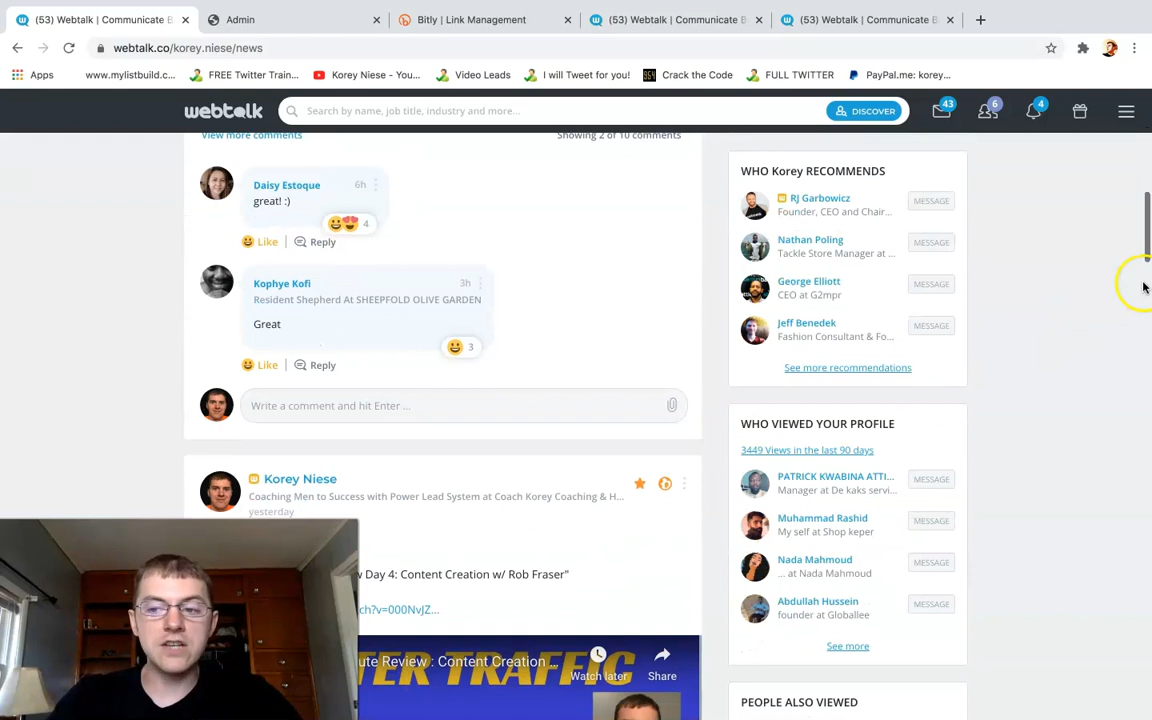 (53) Webtalk | Communicate B
Admin
Bitly | Link Management
(53) Webtalk | Communicate B
(53) Webtalk | Communicate B
webtalk.co/korey.niese/news
Apps
www.mylistbuild.c...
FREE Twitter Train...
Korey Niese - You...
Video Leads
I will Tweet for you!
964
Crack the Code
FULL TWITTER
PayPal.me: korey...
webtalk
Search by name, job title, industry and more...
DISCOVER
43
6
4
View more comments
Showing 2 of 10 comments
Daisy Estoque
6h
great! :)
4
Like
Reply
Kophye Kofi
3h
Resident Shepherd At SHEEPFOLD OLIVE GARDEN
Great
3
Like
Reply
Write a comment and hit Enter ...
Korey Niese
Coaching Men to Success with Power Lead System at Coach Korey Coaching & H...
yesterday
w Day 4: Content Creation w/ Rob Fraser"
ch?v=000NvJZ...
ute Review : Content Creation ...
TER TRAFFIC
Watch later
Share
WHO Korey RECOMMENDS
RJ Garbowicz
Founder, CEO and Chair...
MESSAGE
Nathan Poling
Tackle Store Manager at ...
MESSAGE
George Elliott
CEO at G2mpr
MESSAGE
Jeff Benedek
Fashion Consultant & Fo...
MESSAGE
See more recommendations
WHO VIEWED YOUR PROFILE
3449 Views in the last 90 days
PATRICK KWABINA ATTI...
Manager at De kaks servi...
MESSAGE
Muhammad Rashid
My self at Shop keper
MESSAGE
Nada Mahmoud
... at Nada Mahmoud
MESSAGE
Abdullah Hussein
founder at Globallee
MESSAGE
See more
PEOPLE ALSO VIEWED